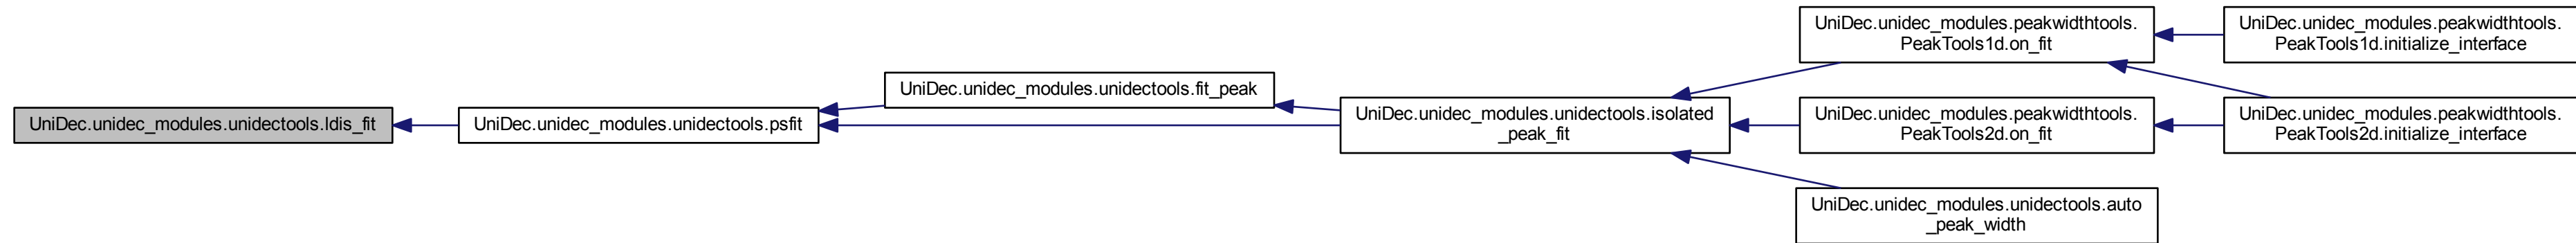 UniDec.unidec_modules.unidectools.ldis_fit
UniDec.unidec_modules.unidectools.psfit
UniDec.unidec_modules.unidectools.fit_peak
UniDec.unidec_modules.unidectools.isolated
_peak_fit
UniDec.unidec_modules.peakwidthtools.
PeakTools1d.on_fit
UniDec.unidec_modules.peakwidthtools.
PeakTools1d.initialize_interface
UniDec.unidec_modules.peakwidthtools.
PeakTools2d.on_fit
UniDec.unidec_modules.peakwidthtools.
PeakTools2d.initialize_interface
UniDec.unidec_modules.unidectools.auto
_peak_width